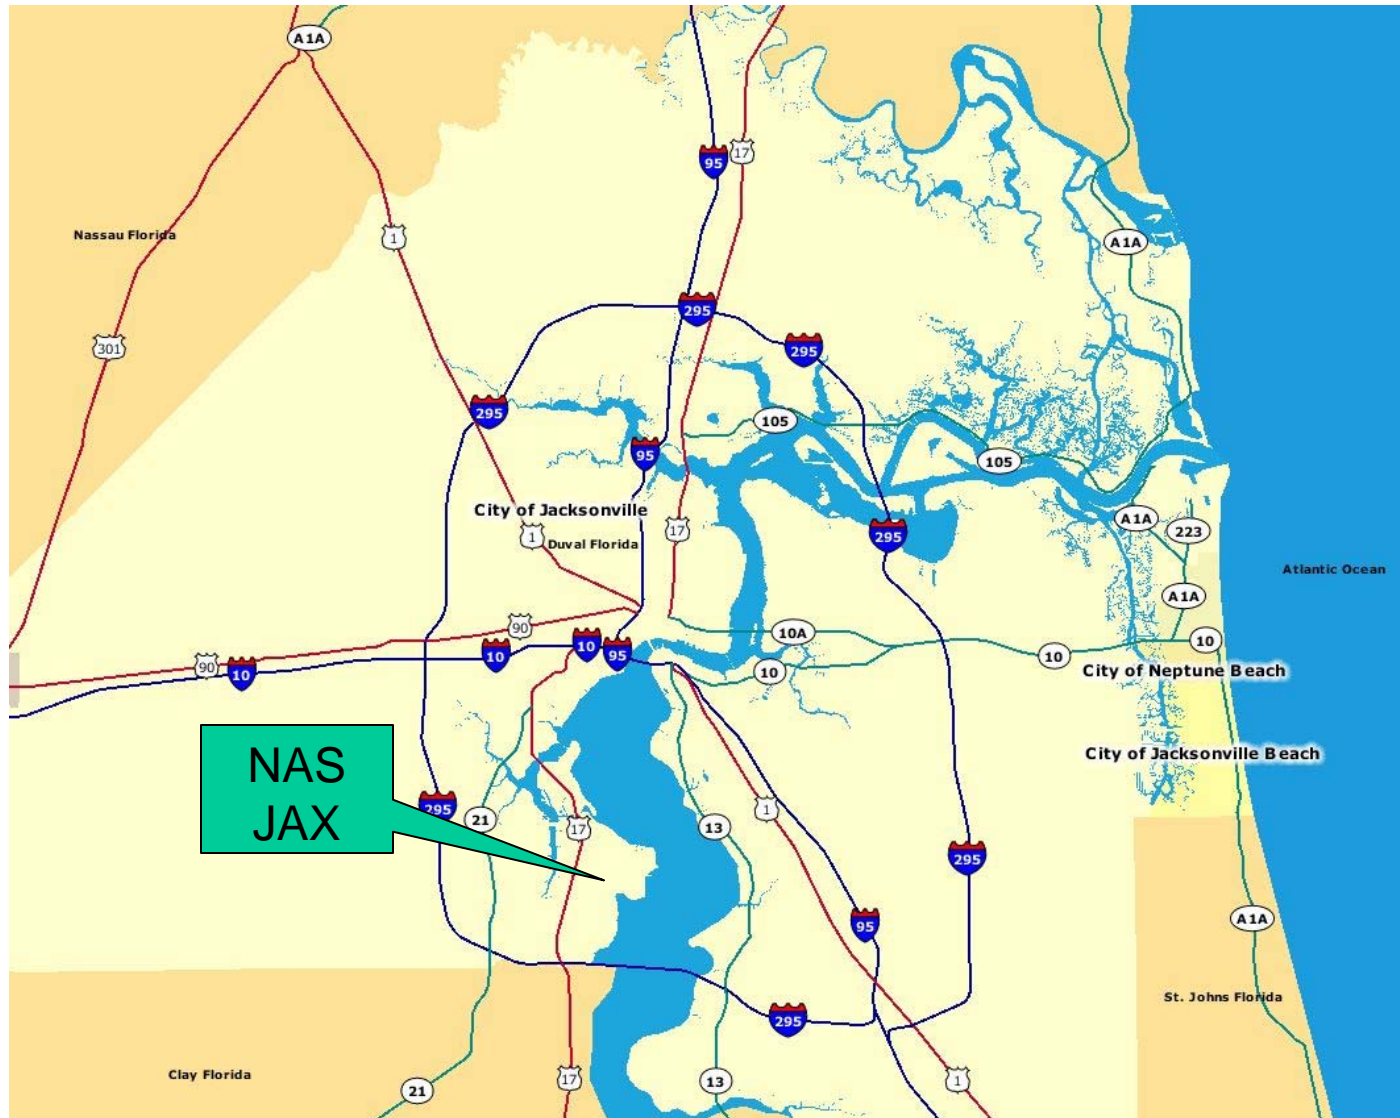 A1A
95
17
Nassau Florida
1
A1A
295
301
295
295
105
95
105
City of Jacksonville
A1A
17
223
1
295
Duval Florida
Atlantic Ocean
A1A
90
10A
10
10
10
95
10
90
10
10
City of Neptune Beach
NAS
JAX
City of Jacksonville Beach
295
21
17
13
1
295
A1A
95
St. Johns Florida
295
Clay Florida
21
17
13
1